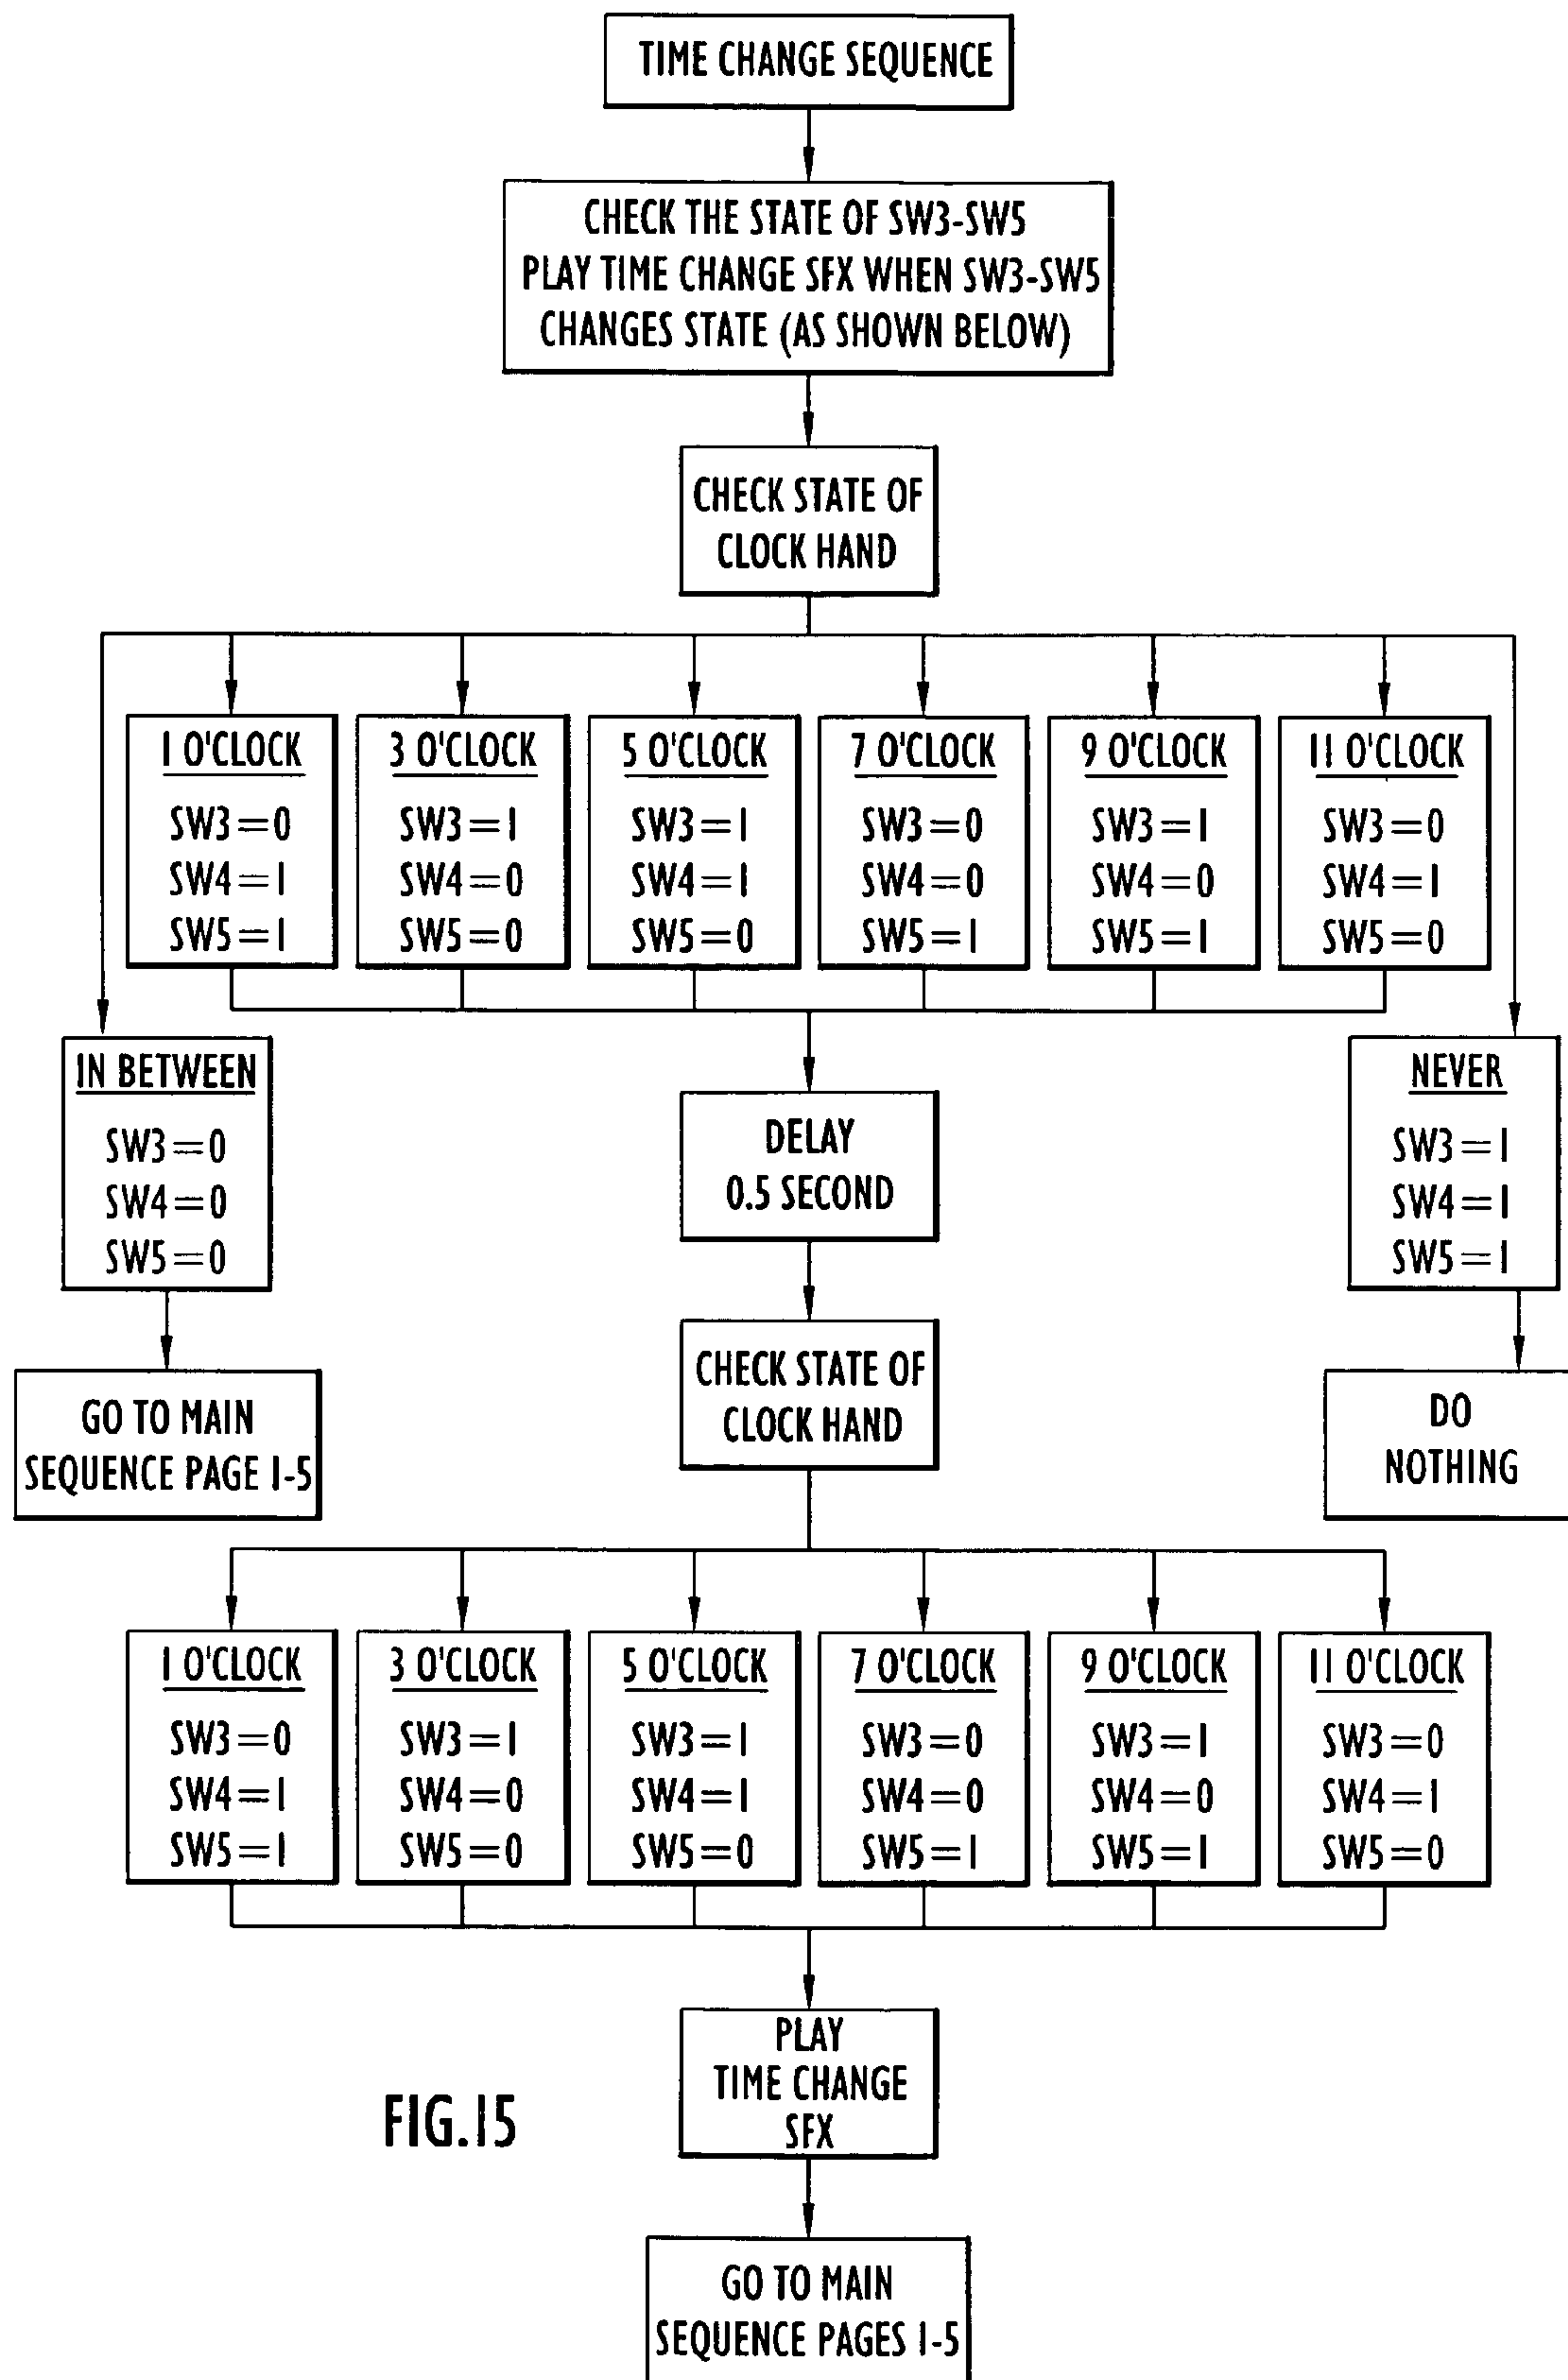 TIME CHANGE SEQUENCE
CHECK THE STATE OF SW3-SW5
PLAY TIME CHANGE SFX WHEN SW3-SW5
CHANGES STATE (AS SHOWN BELOW)
CHECK STATE OF
CLOCK HAND
1 O'CLOCK
SW3=0
SW4=1
SW5=1
3 O'CLOCK
SW3=1
SW4=0
SW5=0
5 O'CLOCK
SW3=1
SW4=1
SW5=0
7 O'CLOCK
SW3=0
SW4=0
SW5=1
9 O'CLOCK
SW3=1
SW4=0
SW5=1
11 O'CLOCK
SW3=0
SW4=1
SW5=0
IN BETWEEN
SW3=0
SW4=0
SW5=0
GO TO MAIN
SEQUENCE PAGE 1-5
DELAY
0.5 SECOND
NEVER
SW3=1
SW4=1
SW5=1
DO
NOTHING
CHECK STATE OF
CLOCK HAND
1 O'CLOCK
SW3=0
SW4=1
SW5=1
3 O'CLOCK
SW3=1
SW4=0
SW5=0
5 O'CLOCK
SW3=1
SW4=1
SW5=0
7 O'CLOCK
SW3=0
SW4=0
SW5=1
9 O'CLOCK
SW3=1
SW4=0
SW5=1
11 O'CLOCK
SW3=0
SW4=1
SW5=0
PLAY
TIME CHANGE
SFX
FIG.15
GO TO MAIN
SEQUENCE PAGES 1-5